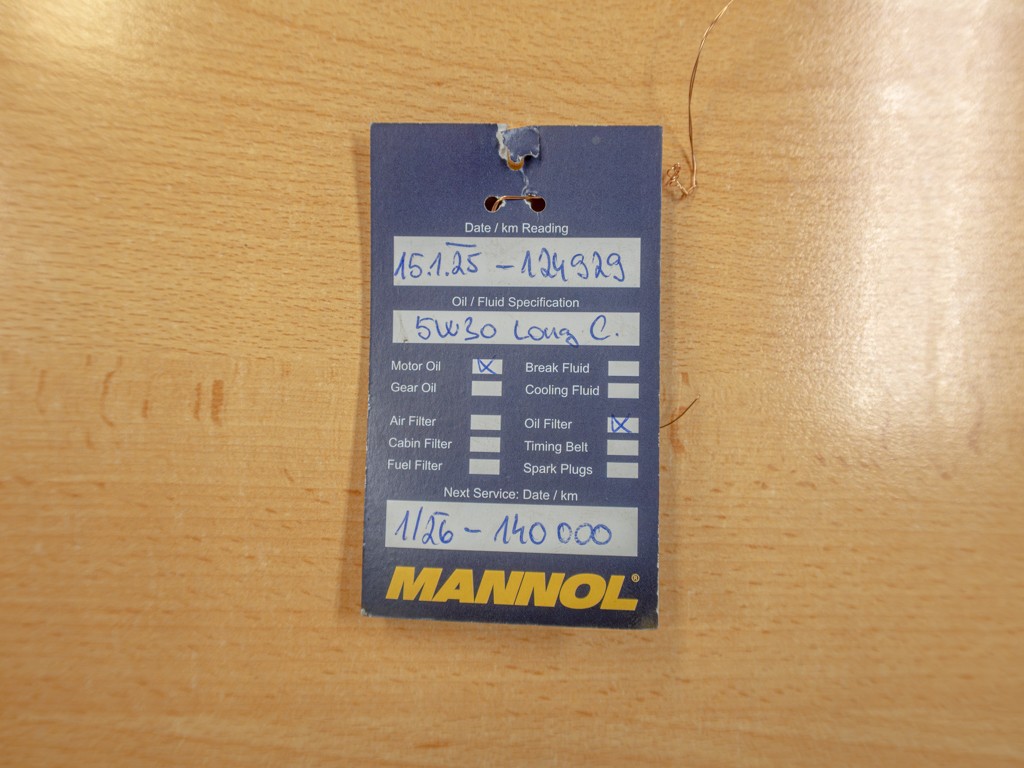 Date / km Reading
15.1.25 - 124929
Oil / Fluid Specification
5W30 Long C.
Motor Oil Break Fluid
Gear Oil Cooling Fluid
Air Filter Oil Filter
Cabin Filter Timing Belt
Fuel Filter Spark Plugs
Next Service: Date / km
1/26 - 140 000
MANNOL®